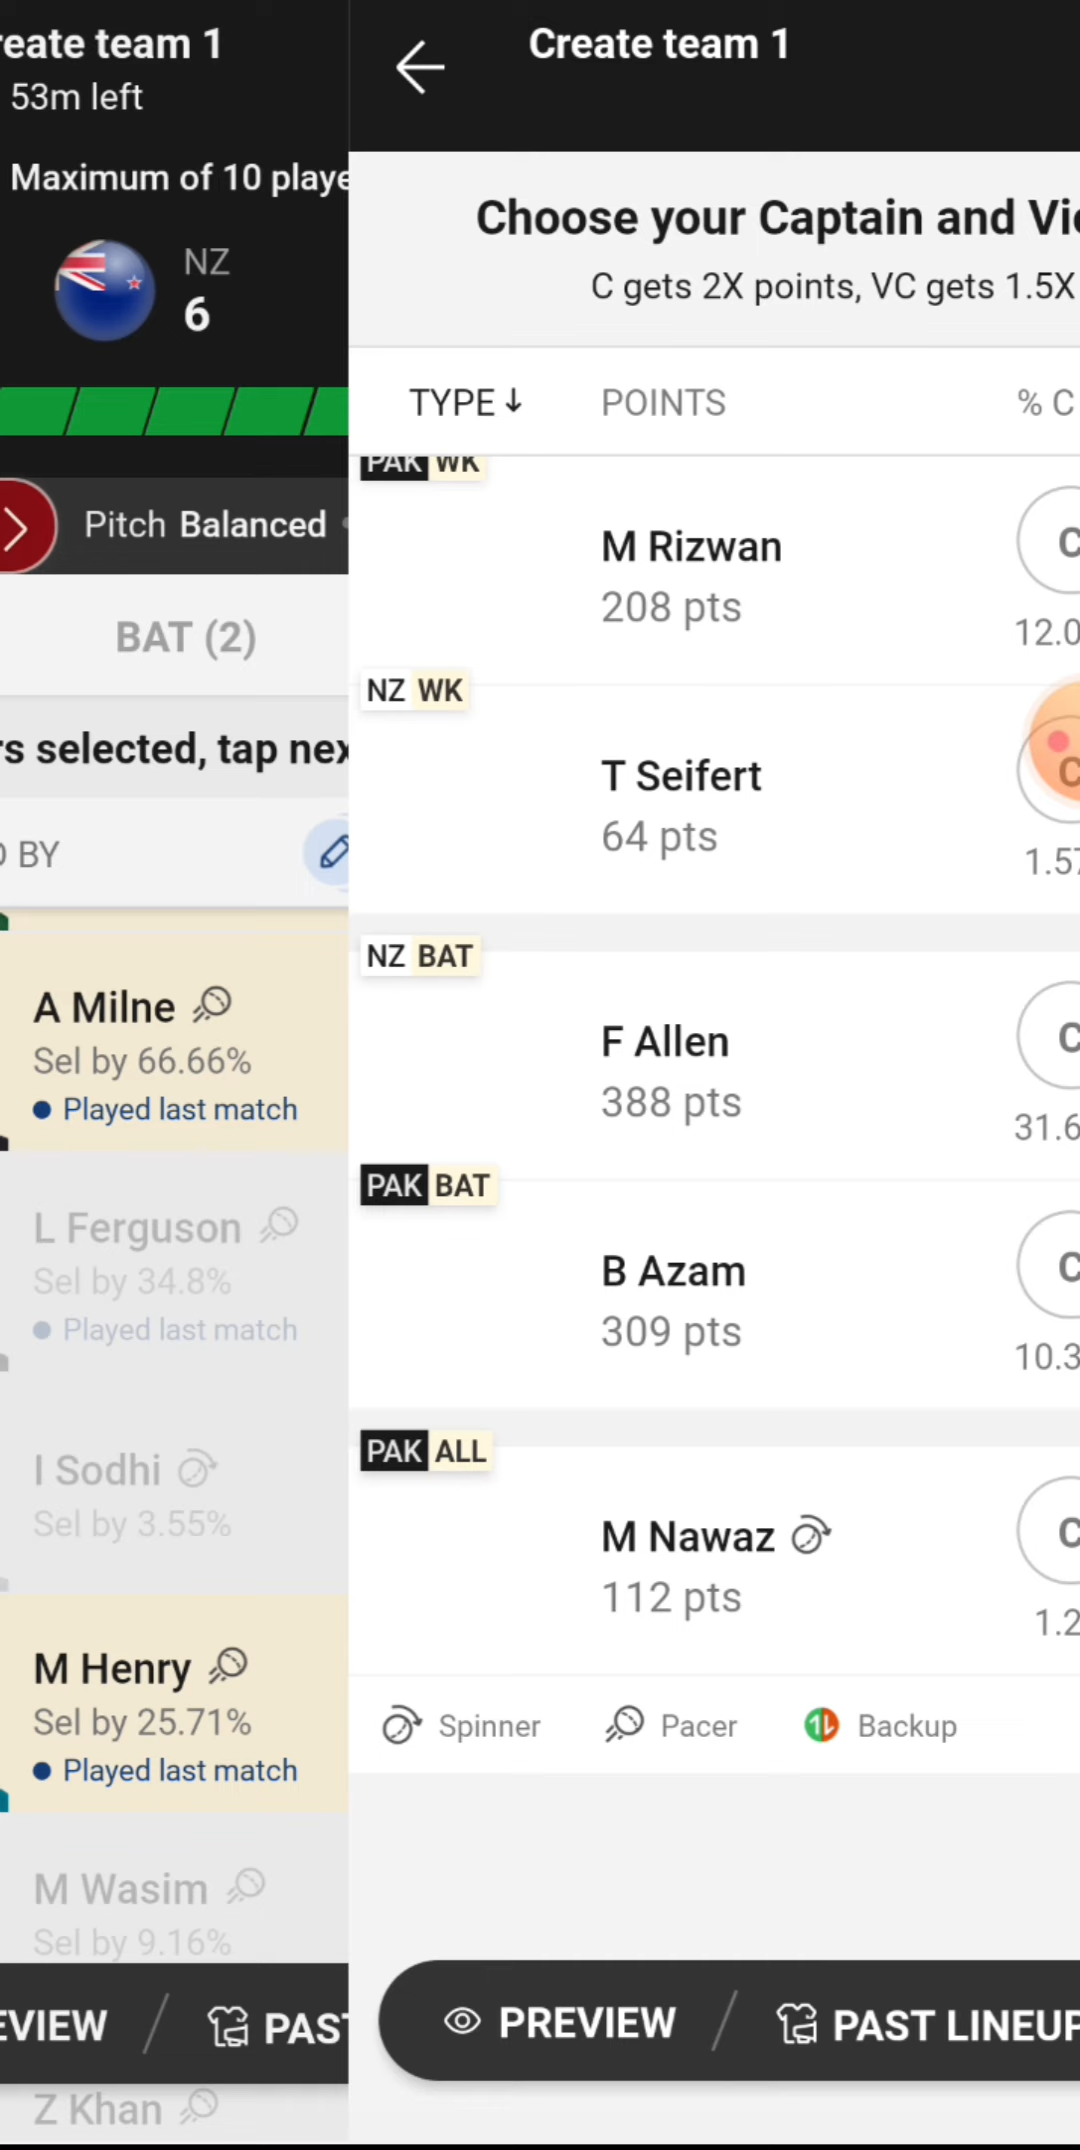 reate team 1
53m left
Maximum of 10 playe
NZ
6
Pitch Balanced
BAT (2)
rs selected, tap nex
D BY
A Milne
Sel by 66.66%
Played last match
L Ferguson
Sel by 34.8%
Played last match
I Sodhi
Sel by 3.55%
M Henry
Sel by 25.71%
Played last match
M Wasim
Sel by 9.16%
EVIEW
PAST
Z Khan
Create team 1
Choose your Captain and Vic
C gets 2X points, VC gets 1.5X
TYPE↓ POINTS % C
PAK WK
M Rizwan C
208 pts 12.0
NZ WK
T Seifert C
64 pts 1.57
NZ BAT
F Allen C
388 pts 31.6
PAK BAT
B Azam C
309 pts 10.3
PAK ALL
M Nawaz C
112 pts 1.2
Spinner Pacer Backup
PREVIEW / PAST LINEUP